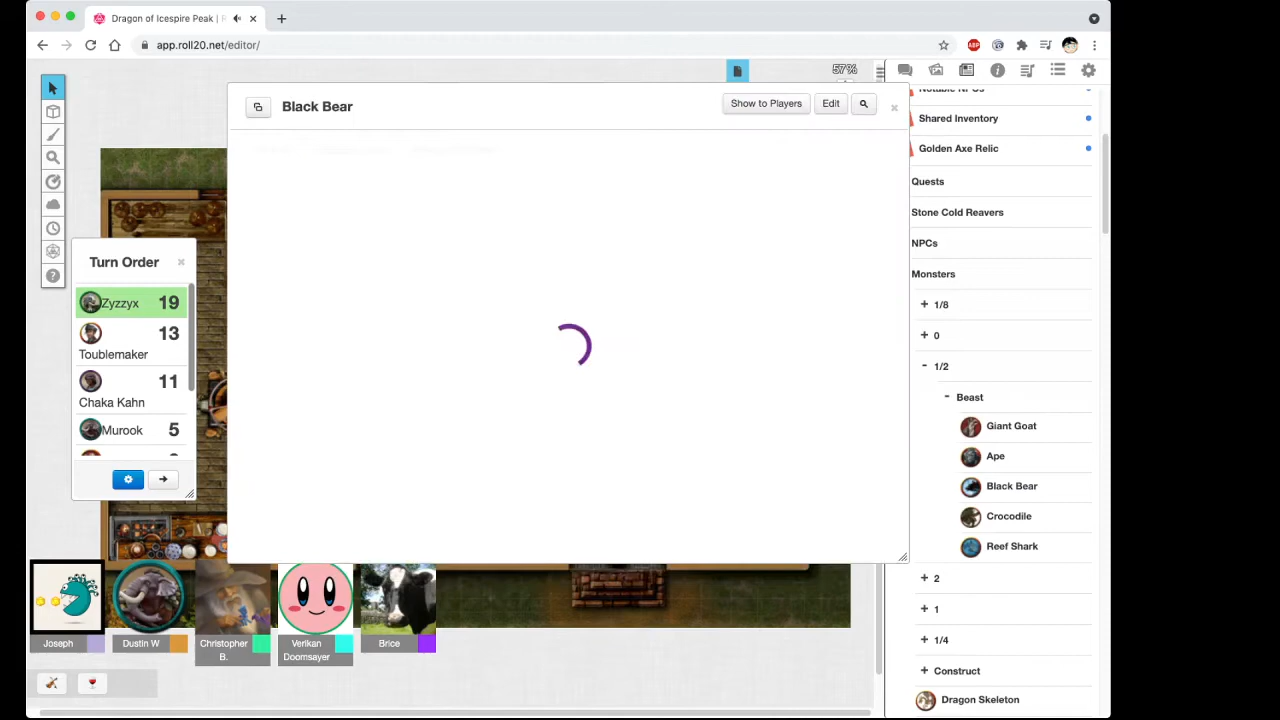 Dragon of Icespire Peak | R
app.roll20.net/editor/
ABP
57%
Black Bear
Show to Players
Edit
Notable NPCs
Shared Inventory
Golden Axe Relic
Quests
Stone Cold Reavers
NPCs
Monsters
+ 1/8
+ 0
- 1/2
- Beast
Giant Goat
Ape
Black Bear
Crocodile
Reef Shark
+ 2
+ 1
+ 1/4
+ Construct
Dragon Skeleton
Turn Order
Zyzzyx 19
13
Toublemaker
11
Chaka Kahn
Murook 5
Joseph
Dustin W
Christopher
B.
Verikan
Doomsayer
Brice